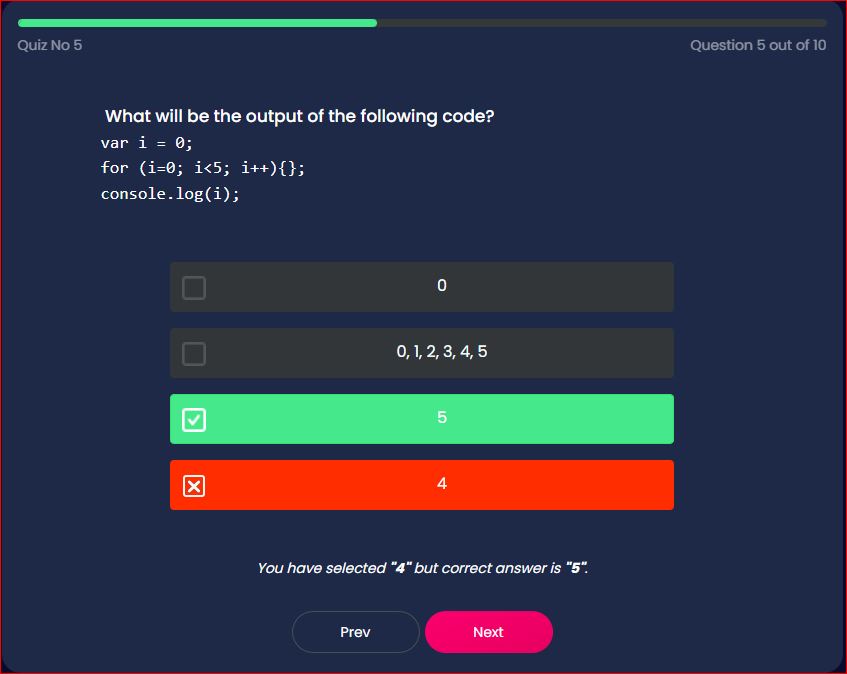 Quiz No 5
Question 5 out of 10
What will be the output of the following code?
var i = 0;
for (i=0; i<5; i++){};
console.log(i);
0
0, 1, 2, 3, 4, 5
5
4
You have selected "4" but correct answer is "5".
Prev
Next